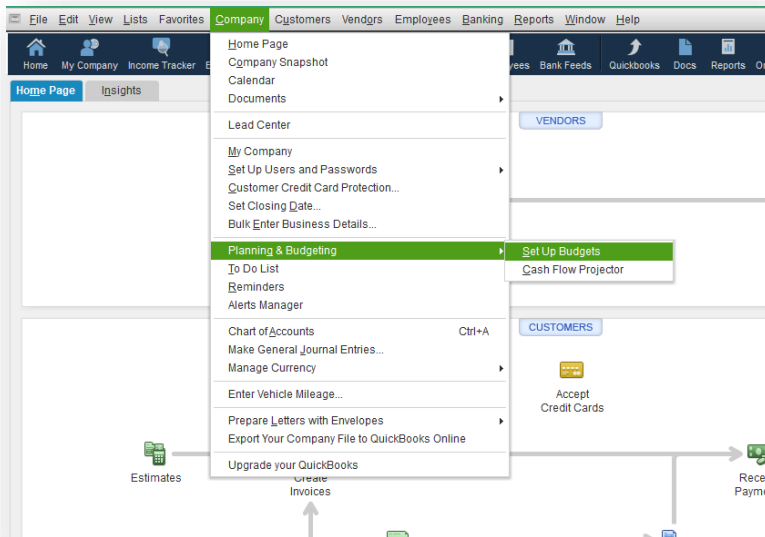 File Edit View Lists Favorites Company Customers Vendors Employees Banking Reports Window Help
Home My Company Income Tracker Bank Feeds Quickbooks Docs Reports
Home Page Insights
Home Page
Company Snapshot
Calendar
Documents
Lead Center
My Company
Set Up Users and Passwords
Customer Credit Card Protection...
Set Closing Date...
Bulk Enter Business Details...
Planning & Budgeting
To Do List
Reminders
Alerts Manager
Chart of Accounts Ctrl+A
Make General Journal Entries...
Manage Currency
Enter Vehicle Mileage...
Prepare Letters with Envelopes
Export Your Company File to QuickBooks Online
Upgrade your QuickBooks
Set Up Budgets
Cash Flow Projector
VENDORS
CUSTOMERS
Accept
Credit Cards
Estimates
Create
Invoices